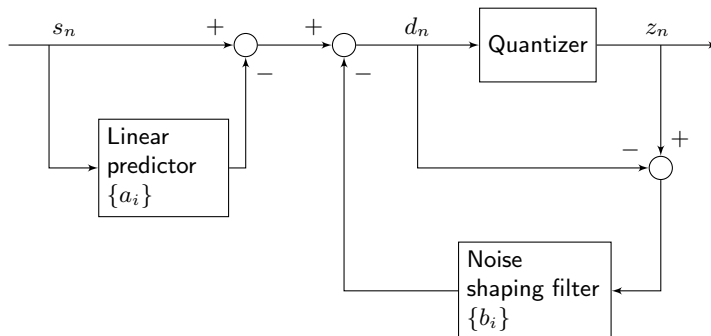 $s_n$ + + $d_n$ Quantizer $z_n$
− −
Linear
predictor
$\{a_i\}$
− +
Noise
shaping filter
$\{b_i\}$